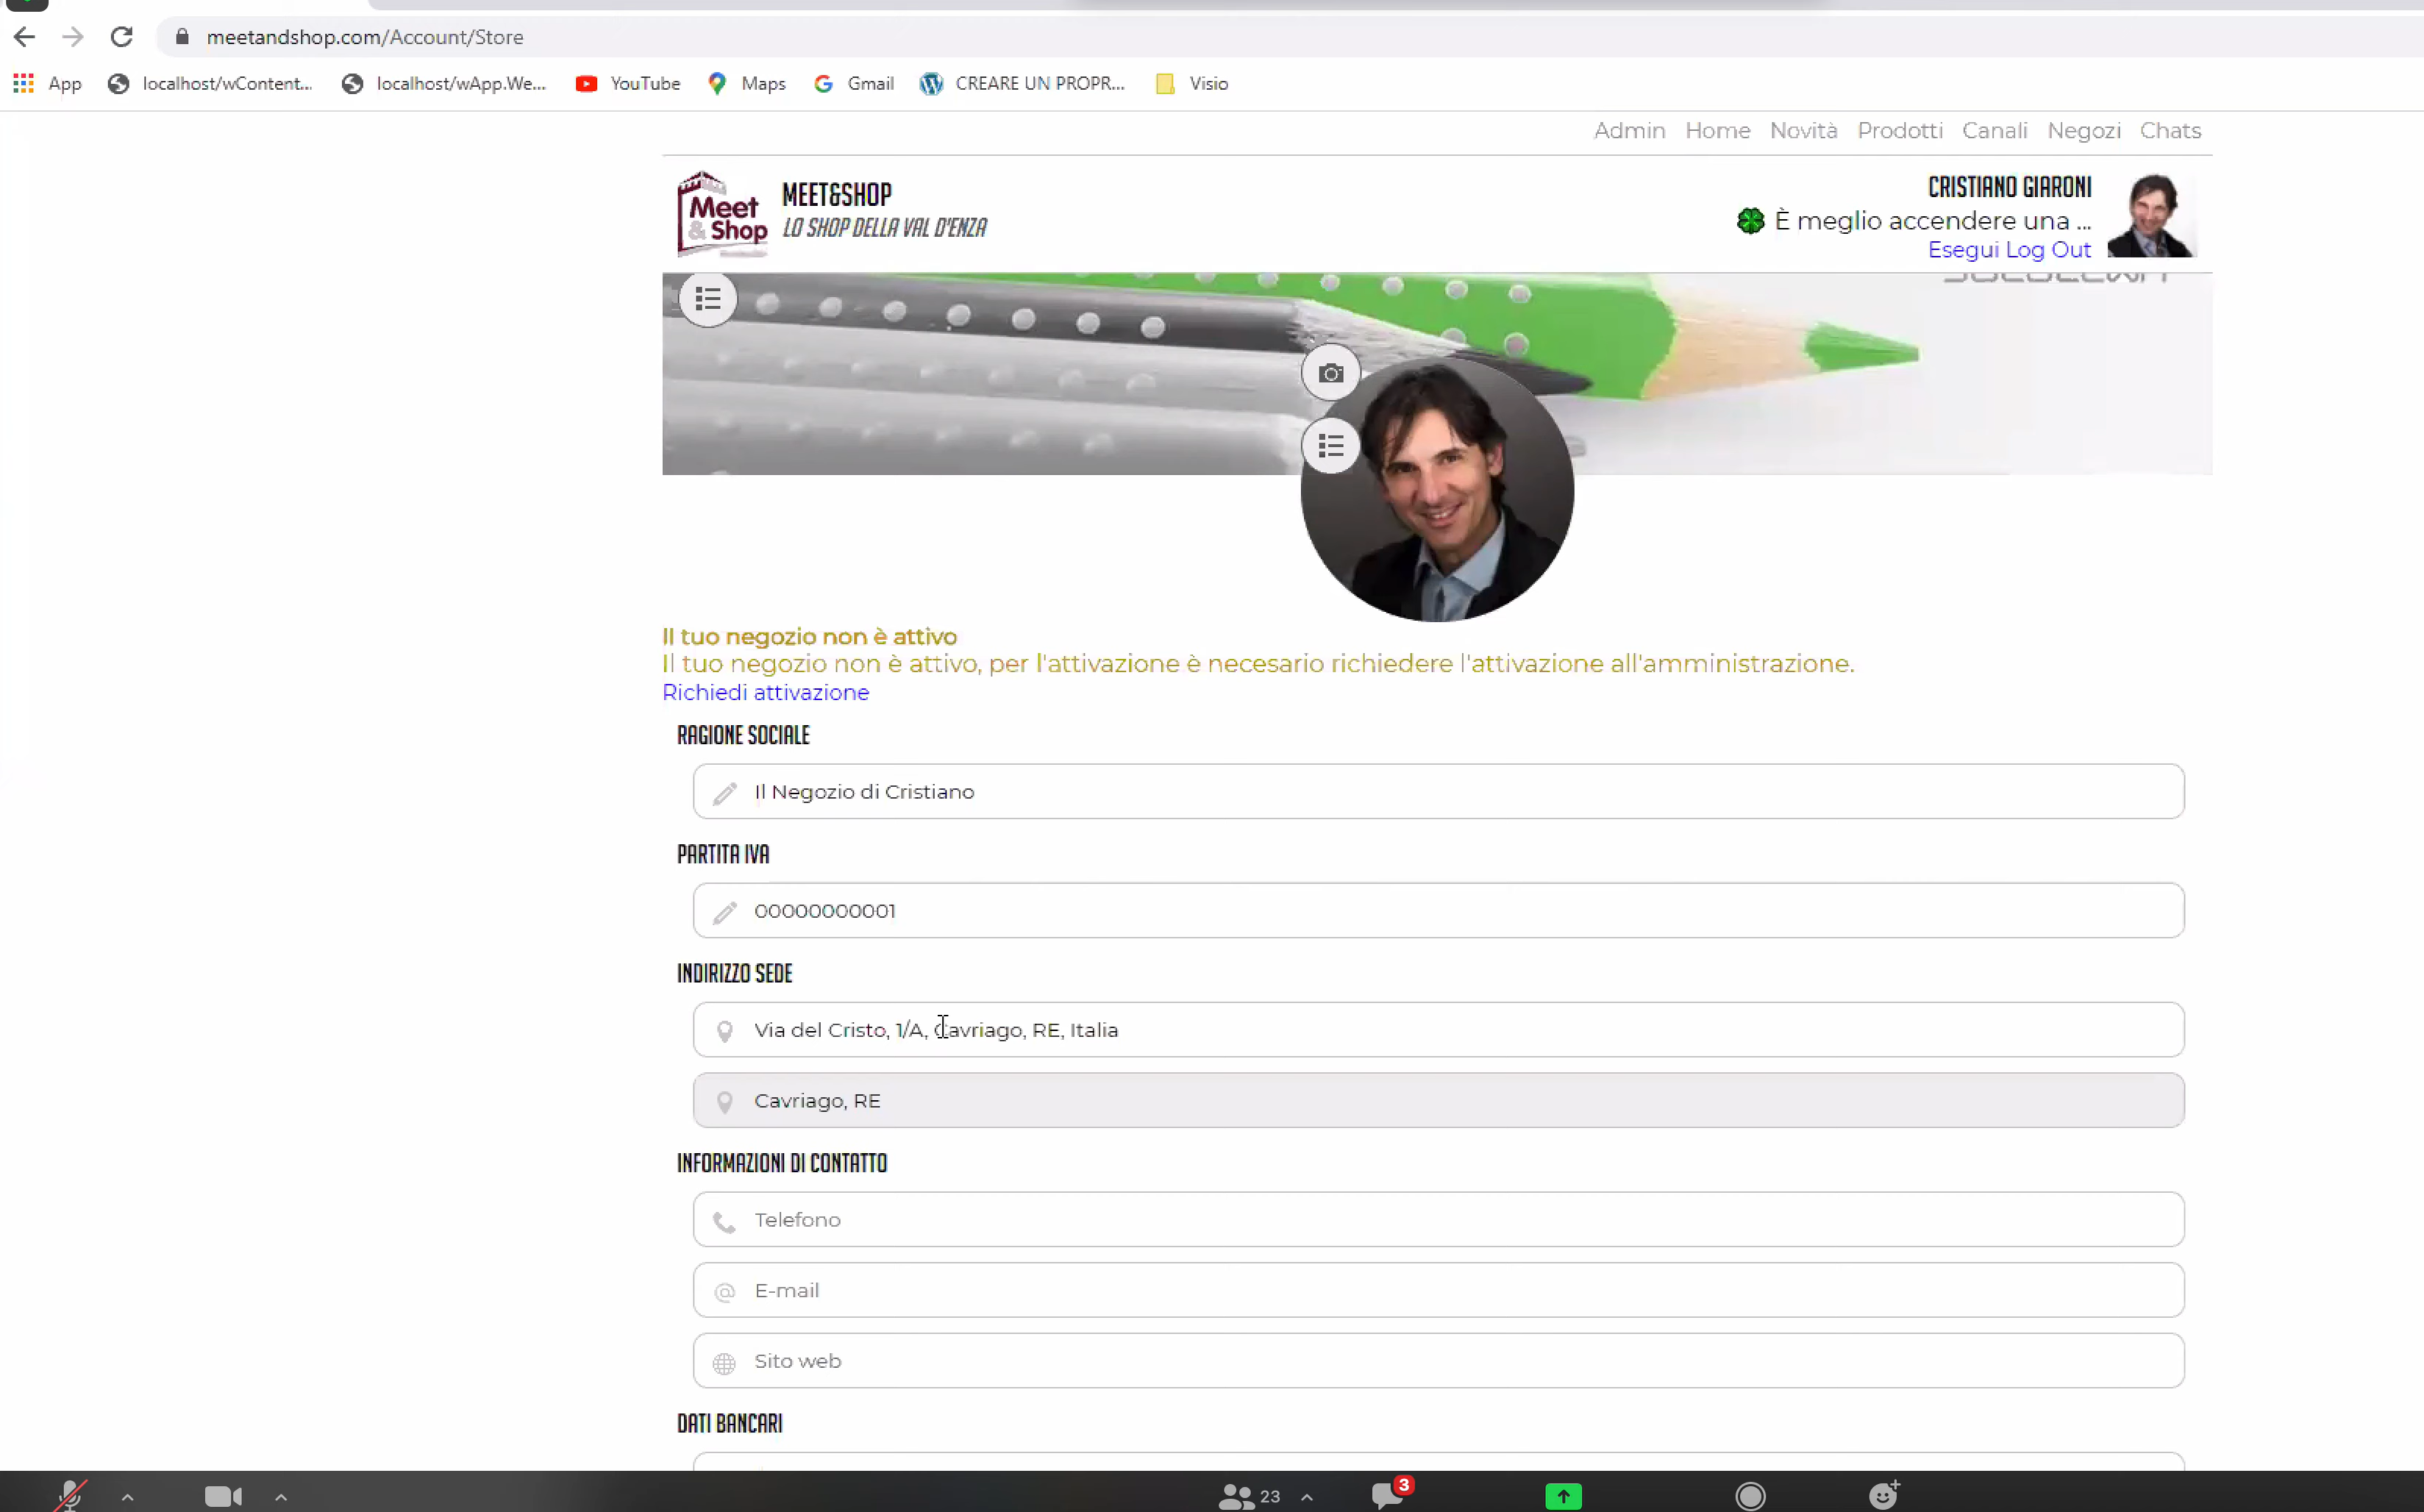 meetandshop.com/Account/Store
App localhost/wContent... localhost/wApp.We... YouTube Maps Gmail CREARE UN PROPR... Visio
Admin Home Novità Prodotti Canali Negozi Chats
Meet & Shop
MEET&SHOP
LO SHOP DELLA VAL D'ENZA
CRISTIANO GIARONI
È meglio accendere una ...
Esegui Log Out
Il tuo negozio non è attivo
Il tuo negozio non è attivo, per l'attivazione è necesario richiedere l'attivazione all'amministrazione.
Richiedi attivazione
RAGIONE SOCIALE
Il Negozio di Cristiano
PARTITA IVA
00000000001
INDIRIZZO SEDE
Via del Cristo, 1/A, Cavriago, RE, Italia
Cavriago, RE
INFORMAZIONI DI CONTATTO
Telefono
E-mail
Sito web
DATI BANCARI
23
3